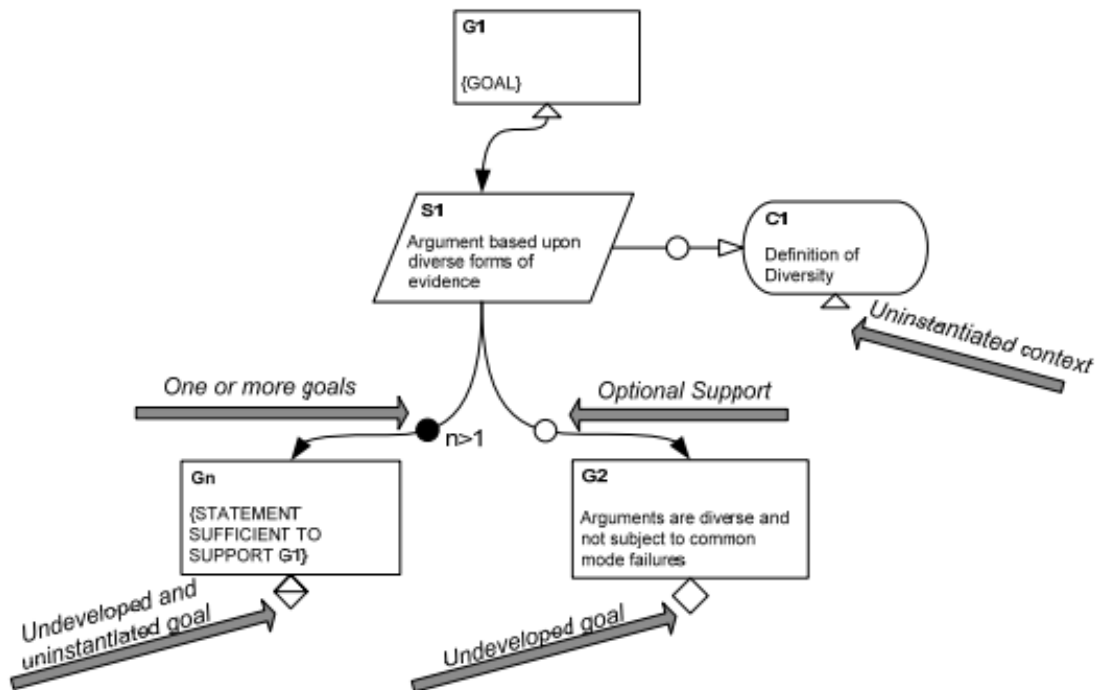 G1
{GOAL}
S1
Argument based upon
diverse forms of
evidence
C1
Definition of
Diversity
Uninstantiated context
One or more goals
Optional Support
n>1
Gn
{STATEMENT
SUFFICIENT TO
SUPPORT G1}
G2
Arguments are diverse and
not subject to common
mode failures
Undeveloped and
uninstantiated goal
Undeveloped goal